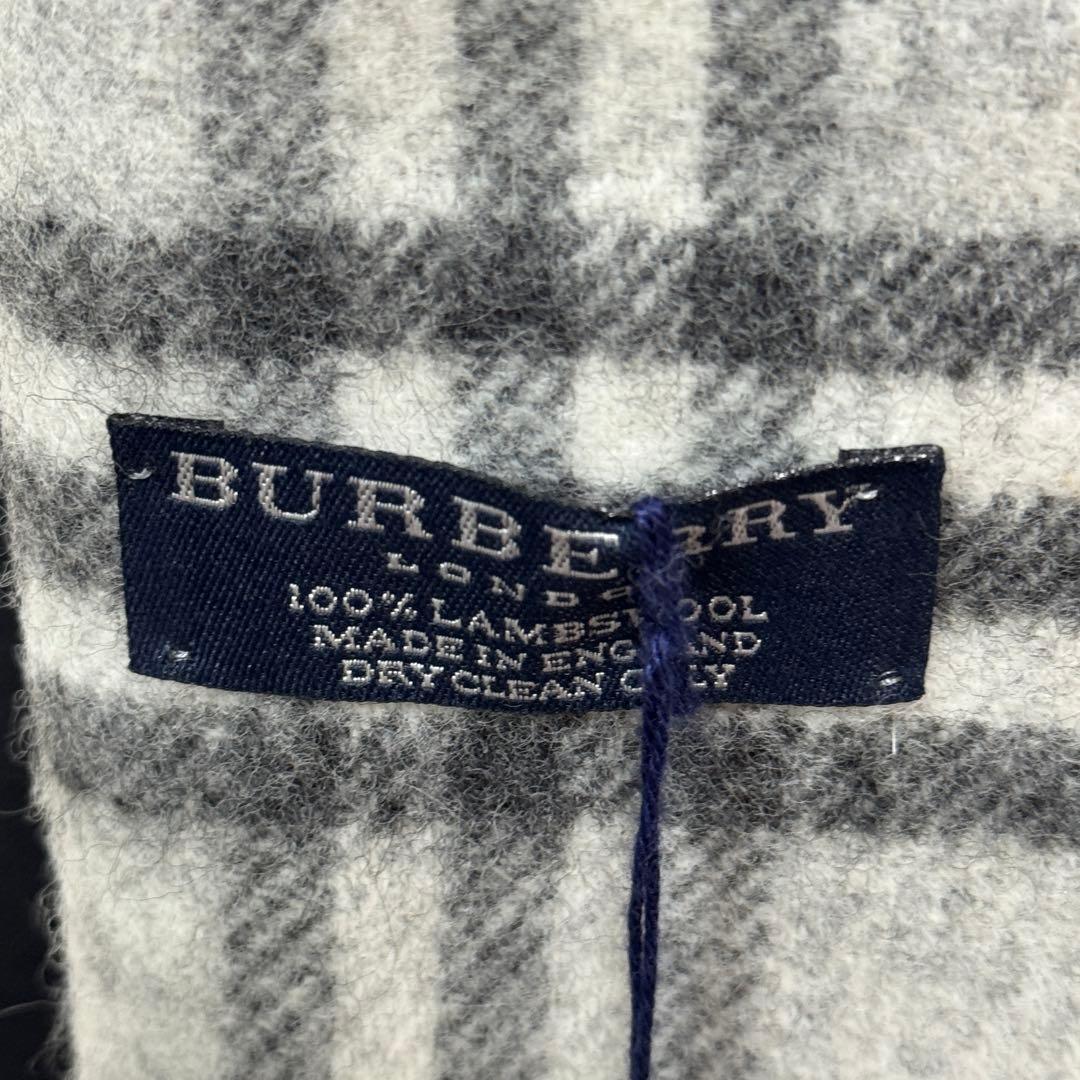 BURBERRY
LONDON
100% LAMBSWOOL
MADE IN ENGLAND
DRY CLEAN ONLY